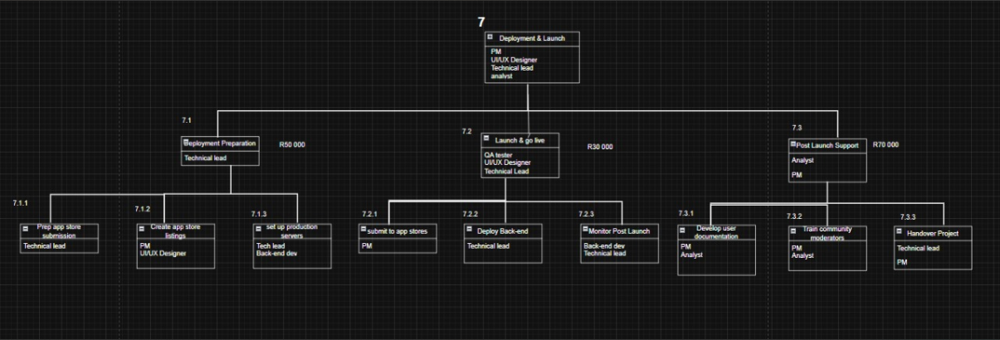 7
Deployment & Launch
PM
UI/UX Designer
Technical lead
analyst
7.1
Deployment Preparation
Technical lead
R50 000
7.2
Launch & go live
QA tester
UI/UX Designer
Technical Lead
R30 000
7.3
Post Launch Support
Analyst
PM
R70 000
7.1.1
Prep app store
submission
Technical lead
7.1.2
Create app store
listings
PM
UI/UX Designer
7.1.3
set up production
servers
Tech lead
Back-end dev
7.2.1
submit to app stores
PM
7.2.2
Deploy Back-end
Technical lead
7.2.3
Monitor Post Launch
Back-end dev
Technical lead
7.3.1
Develop user
documentation
PM
Analyst
7.3.2
Train community
moderators
PM
Analyst
7.3.3
Handover Project
Technical lead
PM